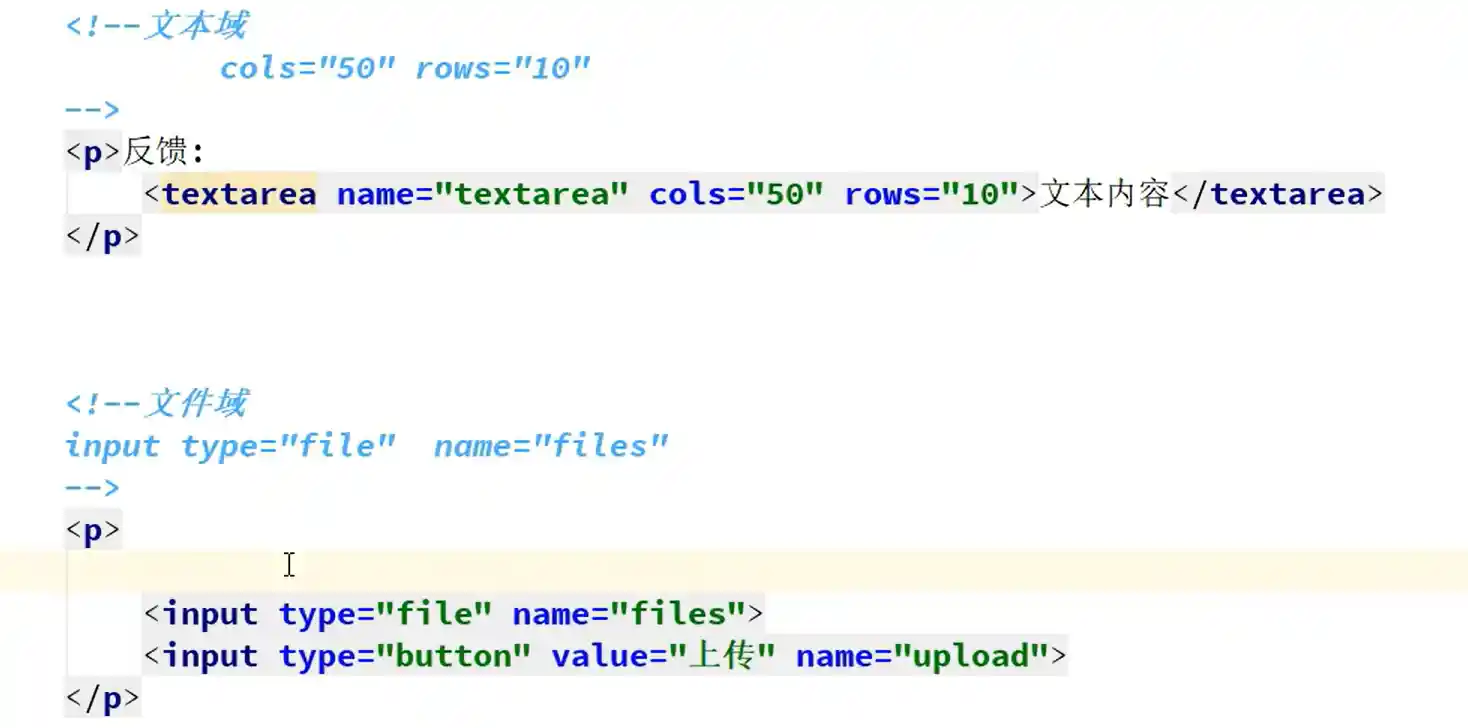 <!--文本域
cols="50" rows="10"
-->
<p>反馈:
<textarea name="textarea" cols="50" rows="10">文本内容</textarea>
</p>
<!--文件域
input type="file" name="files"
-->
<p>
<input type="file" name="files">
<input type="button" value="上传" name="upload">
</p>